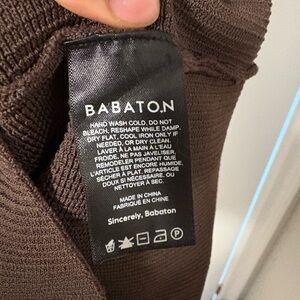 BABATON
HAND WASH COLD, DO NOT
BLEACH, RESHAPE WHILE DAMP,
DRY FLAT, COOL IRON ONLY IF
NEEDED, OR DRY CLEAN.
LAVER À LA MAIN À L'EAU
FROIDE, NE PAS JAVELISER,
REMODELER PENDANT QUE
L'ARTICLE EST ENCORE HUMIDE,
SÉCHER À PLAT, REPASSAGE
DOUX SI NÉCESSAIRE, OU
NETTOYER À SEC.
MADE IN CHINA
FABRIQUÉ EN CHINE
Sincerely, Babaton
P